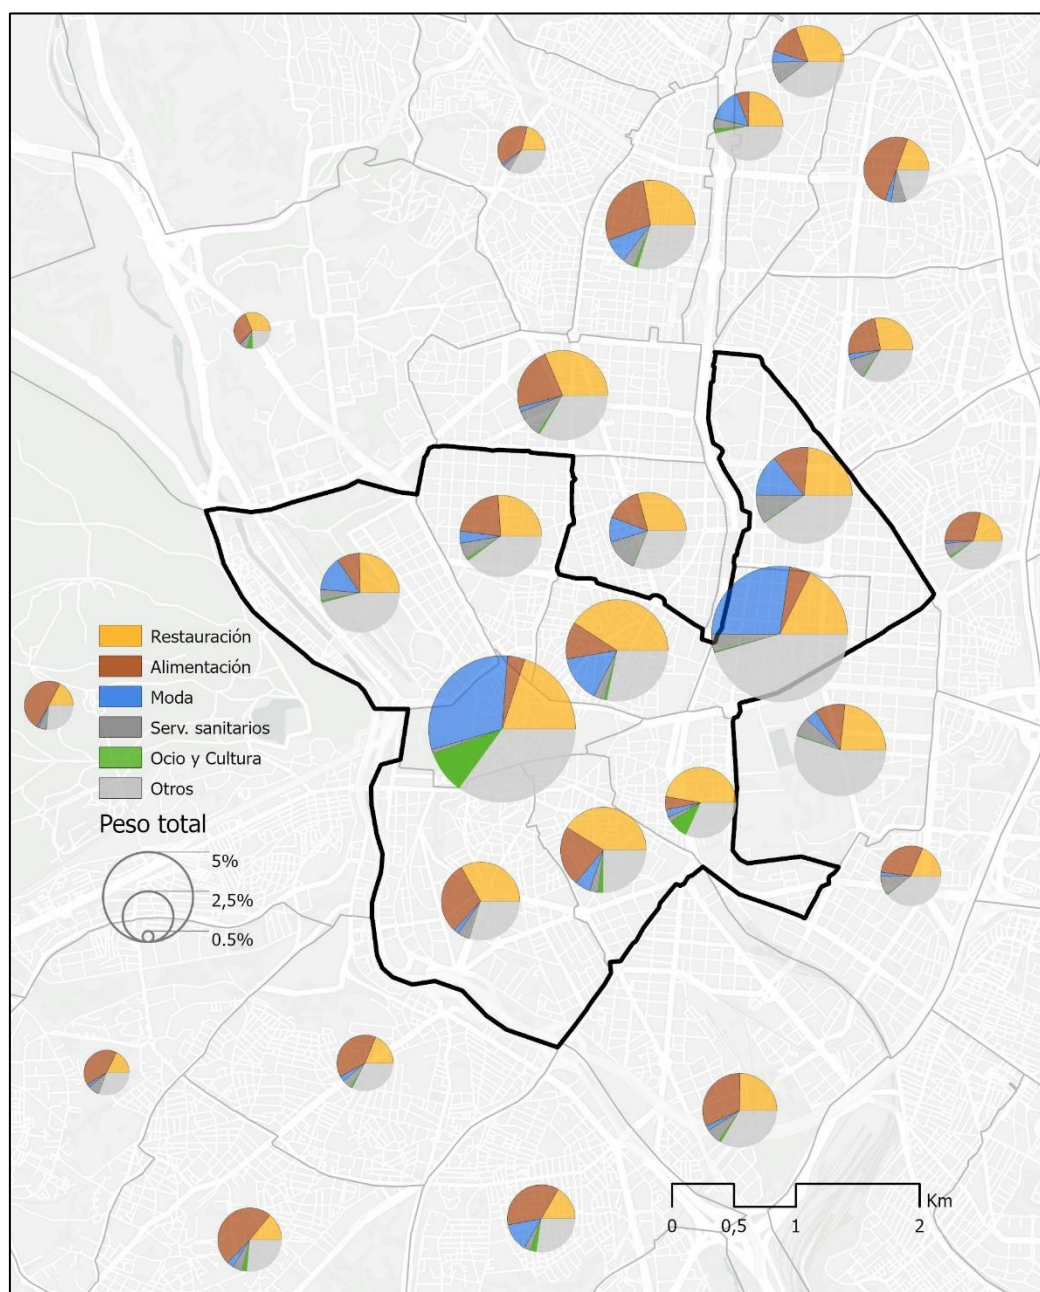 Restauración
Alimentación
Moda
Serv. sanitarios
Ocio y Cultura
Otros
Peso total
5%
2,5%
0.5%
Km
0 0,5 1 2